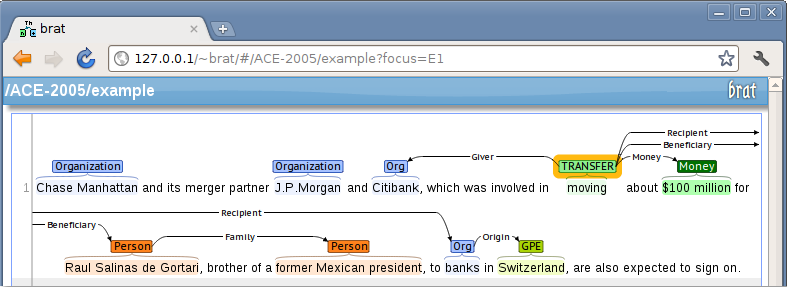 brat
127.0.0.1/~brat/#/ACE-2005/example?focus=E1
/ACE-2005/example brat
Recipient
Beneficiary
Giver Money
Organization Organization Org TRANSFER Money
1 Chase Manhattan and its merger partner J.P.Morgan and Citibank, which was involved in moving about $100 million for
Recipient
Beneficiary Family Origin
Person Person Org GPE
Raul Salinas de Gortari, brother of a former Mexican president, to banks in Switzerland, are also expected to sign on.